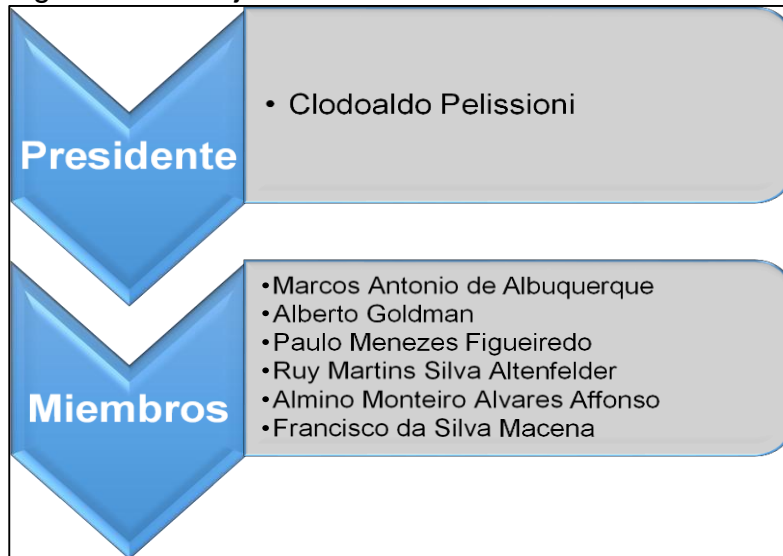 Presidente
• Clodoaldo Pelissioni
Miembros
•Marcos Antonio de Albuquerque
•Alberto Goldman
•Paulo Menezes Figueiredo
•Ruy Martins Silva Altenfelder
•Almino Monteiro Alvares Affonso
•Francisco da Silva Macena